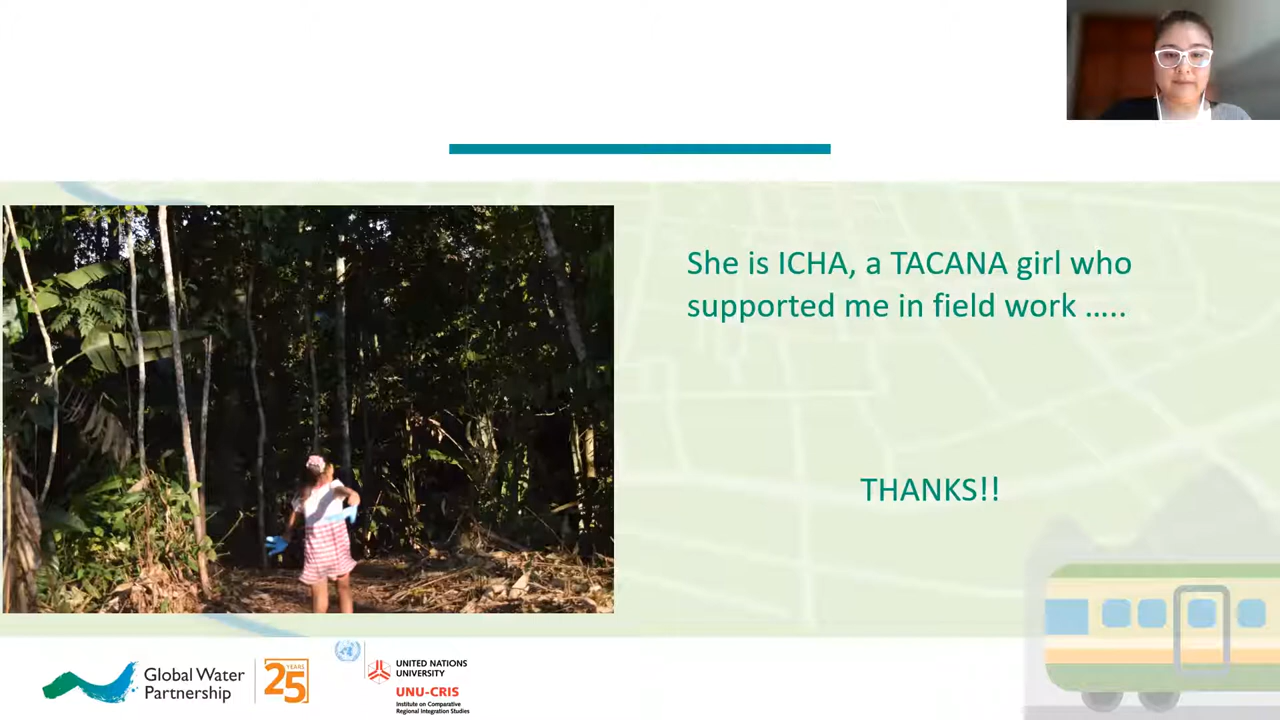 She is ICHA, a TACANA girl who
supported me in field work …..
THANKS!!
Global Water
Partnership
25
YEARS
UNITED NATIONS
UNIVERSITY
UNU-CRIS
Institute on Comparative
Regional Integration Studies